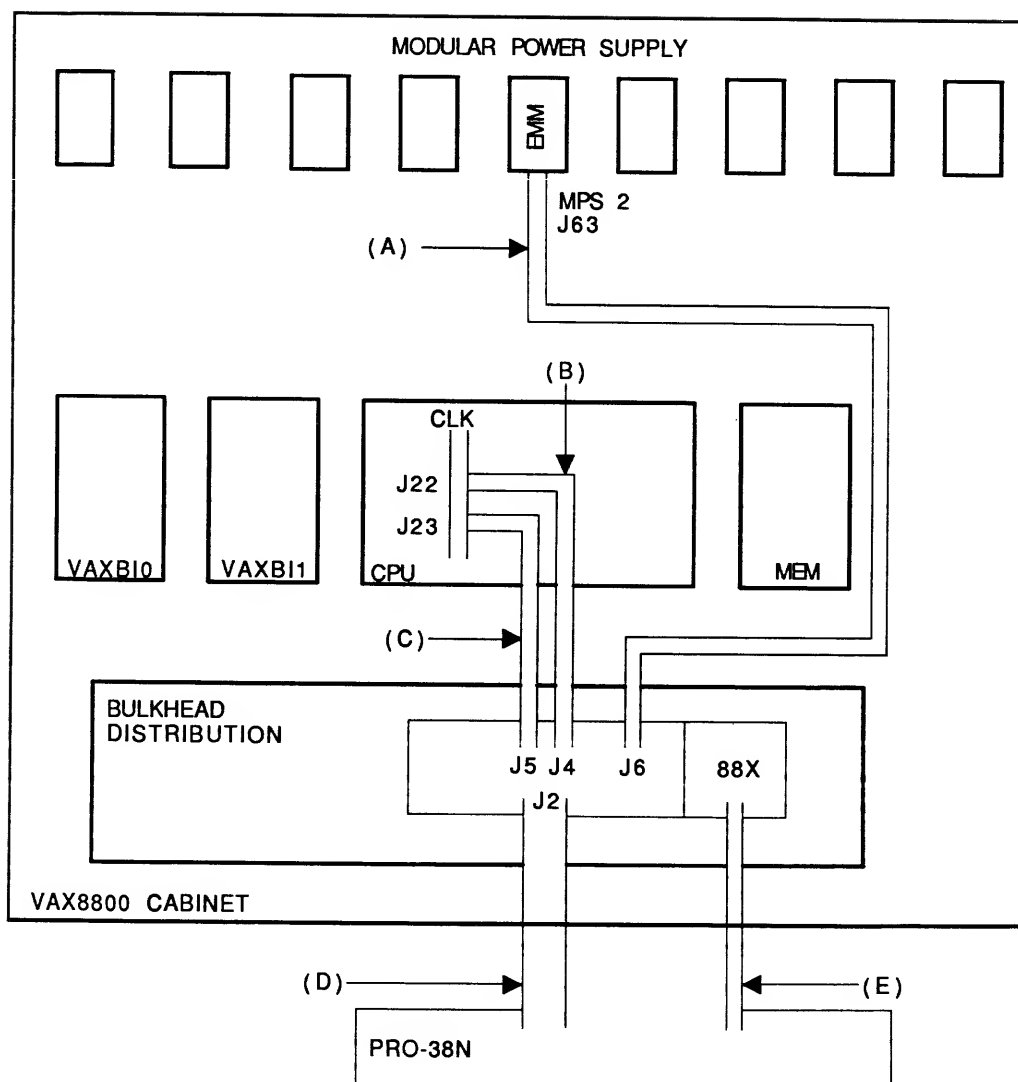 MODULAR POWER SUPPLY
EMM
MPS 2
J63
(A)
(B)
CLK
J22
J23
VAXBI0
VAXBI1
CPU
MEM
(C)
BULKHEAD
DISTRIBUTION
J5 J4 J6 88X
J2
VAX8800 CABINET
(D)
(E)
PRO-38N